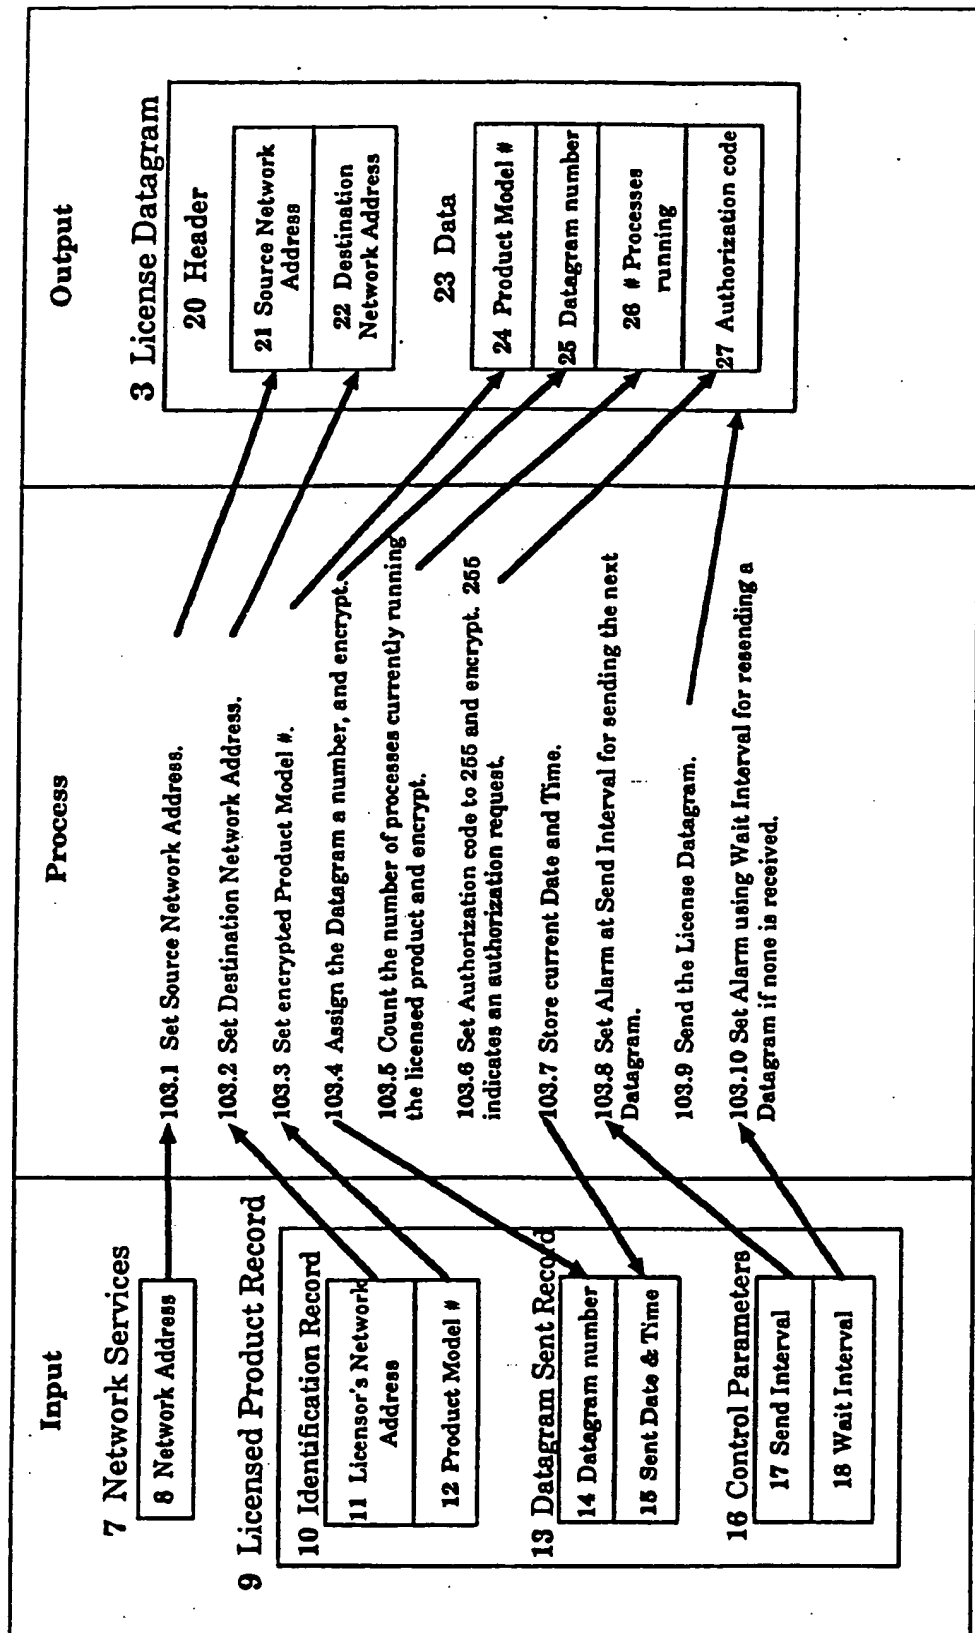 Input
7 Network Services
8 Network Address
9 Licensed Product Record
10 Identification Record
11 Licensor's Network
Address
12 Product Model #
13 Datagram Sent Record
14 Datagram number
15 Sent Date & Time
16 Control Parameters
17 Send Interval
18 Wait Interval
Process
103.1 Set Source Network Address.
103.2 Set Destination Network Address.
103.3 Set encrypted Product Model #.
103.4 Assign the Datagram a number, and encrypt.
103.5 Count the number of processes currently running
the licensed product and encrypt.
103.6 Set Authorization code to 255 and encrypt. 255
indicates an authorization request.
103.7 Store current Date and Time.
103.8 Set Alarm at Send Interval for sending the next
Datagram.
103.9 Send the License Datagram.
103.10 Set Alarm using Wait Interval for resending a
Datagram if none is received.
Output
3 License Datagram
20 Header
21 Source Network
Address
22 Destination
Network Address
23 Data
24 Product Model #
25 Datagram number
26 # Processes
running
27 Authorization code